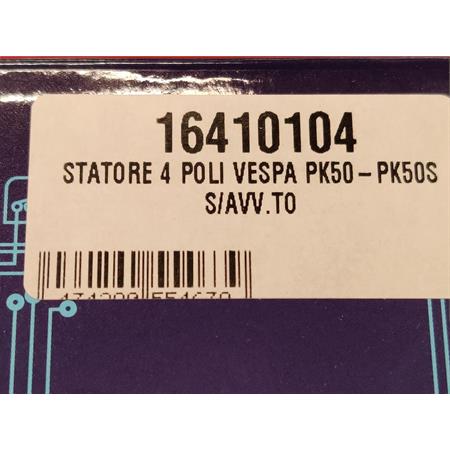 16410104
STATORE 4 POLI VESPA PK50 – PK50S
S/AVV.TO